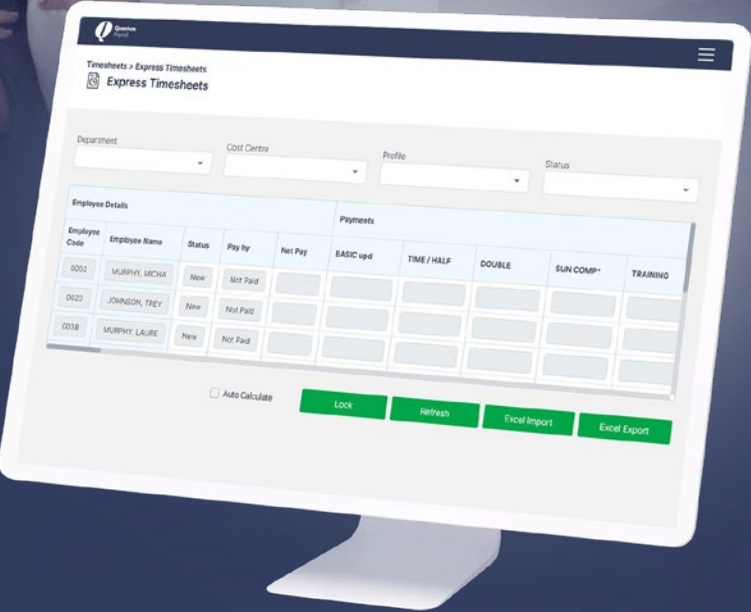 Quantum
Payroll
Timesheets > Express Timesheets
Express Timesheets
Department Cost Centre Profile Status
Employee Details Payments
Employee Code Employee Name Status Pay by Net Pay BASIC upd TIME / HALF DOUBLE SUN COMP* TRAINING
0003 MURPHY, MICHA New Not Paid
0020 JOHNSON, TREY New Not Paid
0038 MURPHY, LAURE New Not Paid
Auto Calculate Lock Refresh Excel Import Excel Export